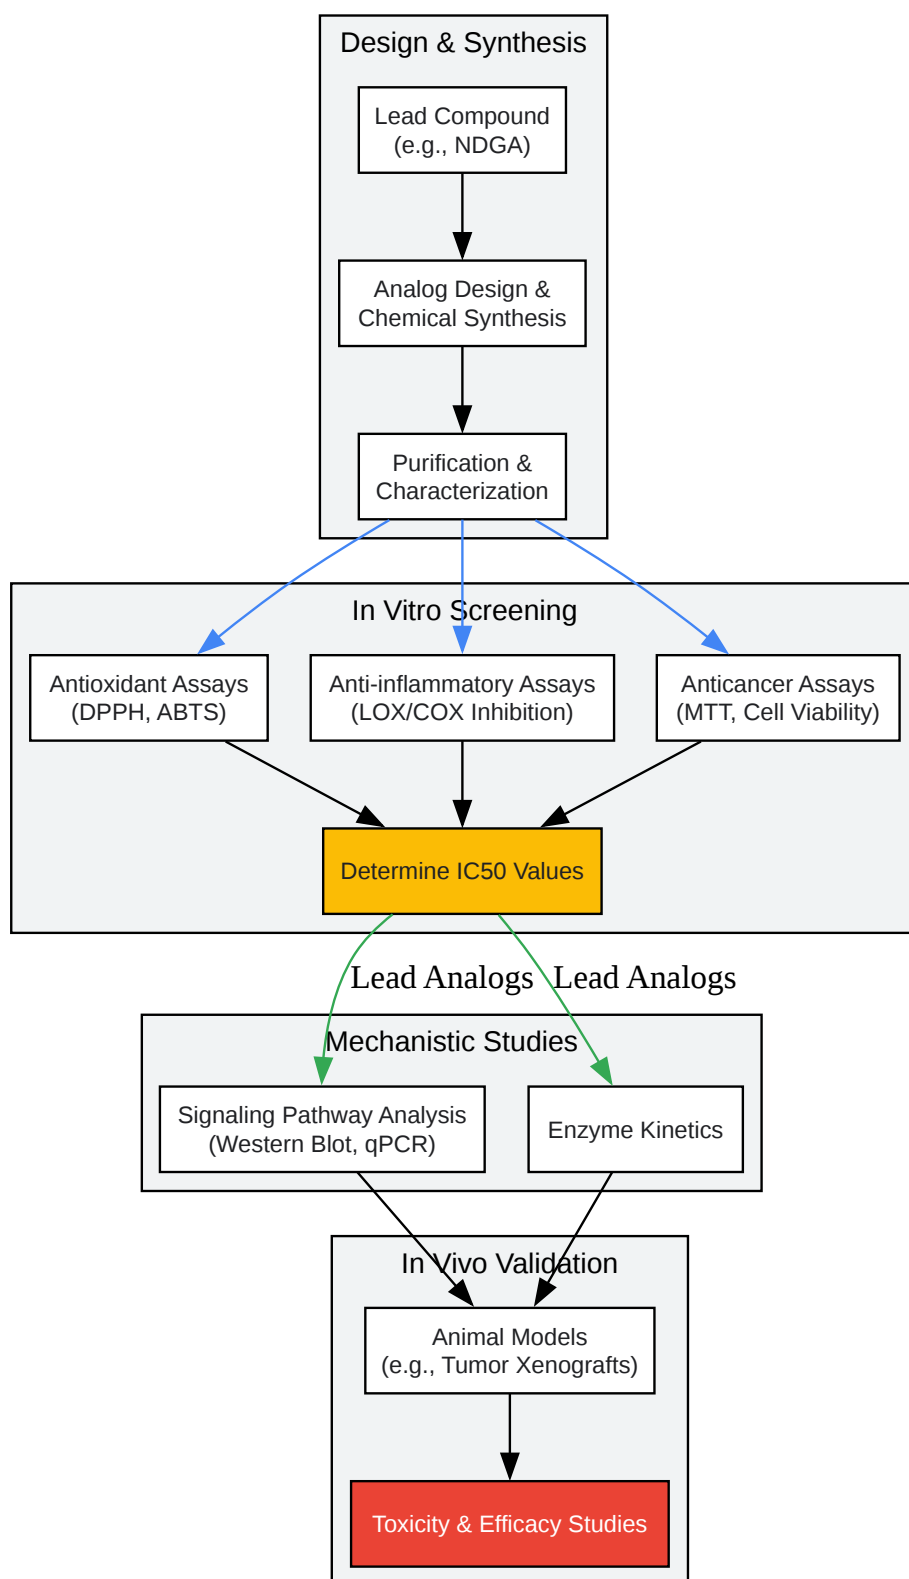 Design & Synthesis
Lead Compound
(e.g., NDGA)
Analog Design &
Chemical Synthesis
Purification &
Characterization
In Vitro Screening
Antioxidant Assays
(DPPH, ABTS)
Anti-inflammatory Assays
(LOX/COX Inhibition)
Anticancer Assays
(MTT, Cell Viability)
Determine IC50 Values
Lead Analogs
Lead Analogs
Mechanistic Studies
Signaling Pathway Analysis
(Western Blot, qPCR)
Enzyme Kinetics
In Vivo Validation
Animal Models
(e.g., Tumor Xenografts)
Toxicity & Efficacy Studies